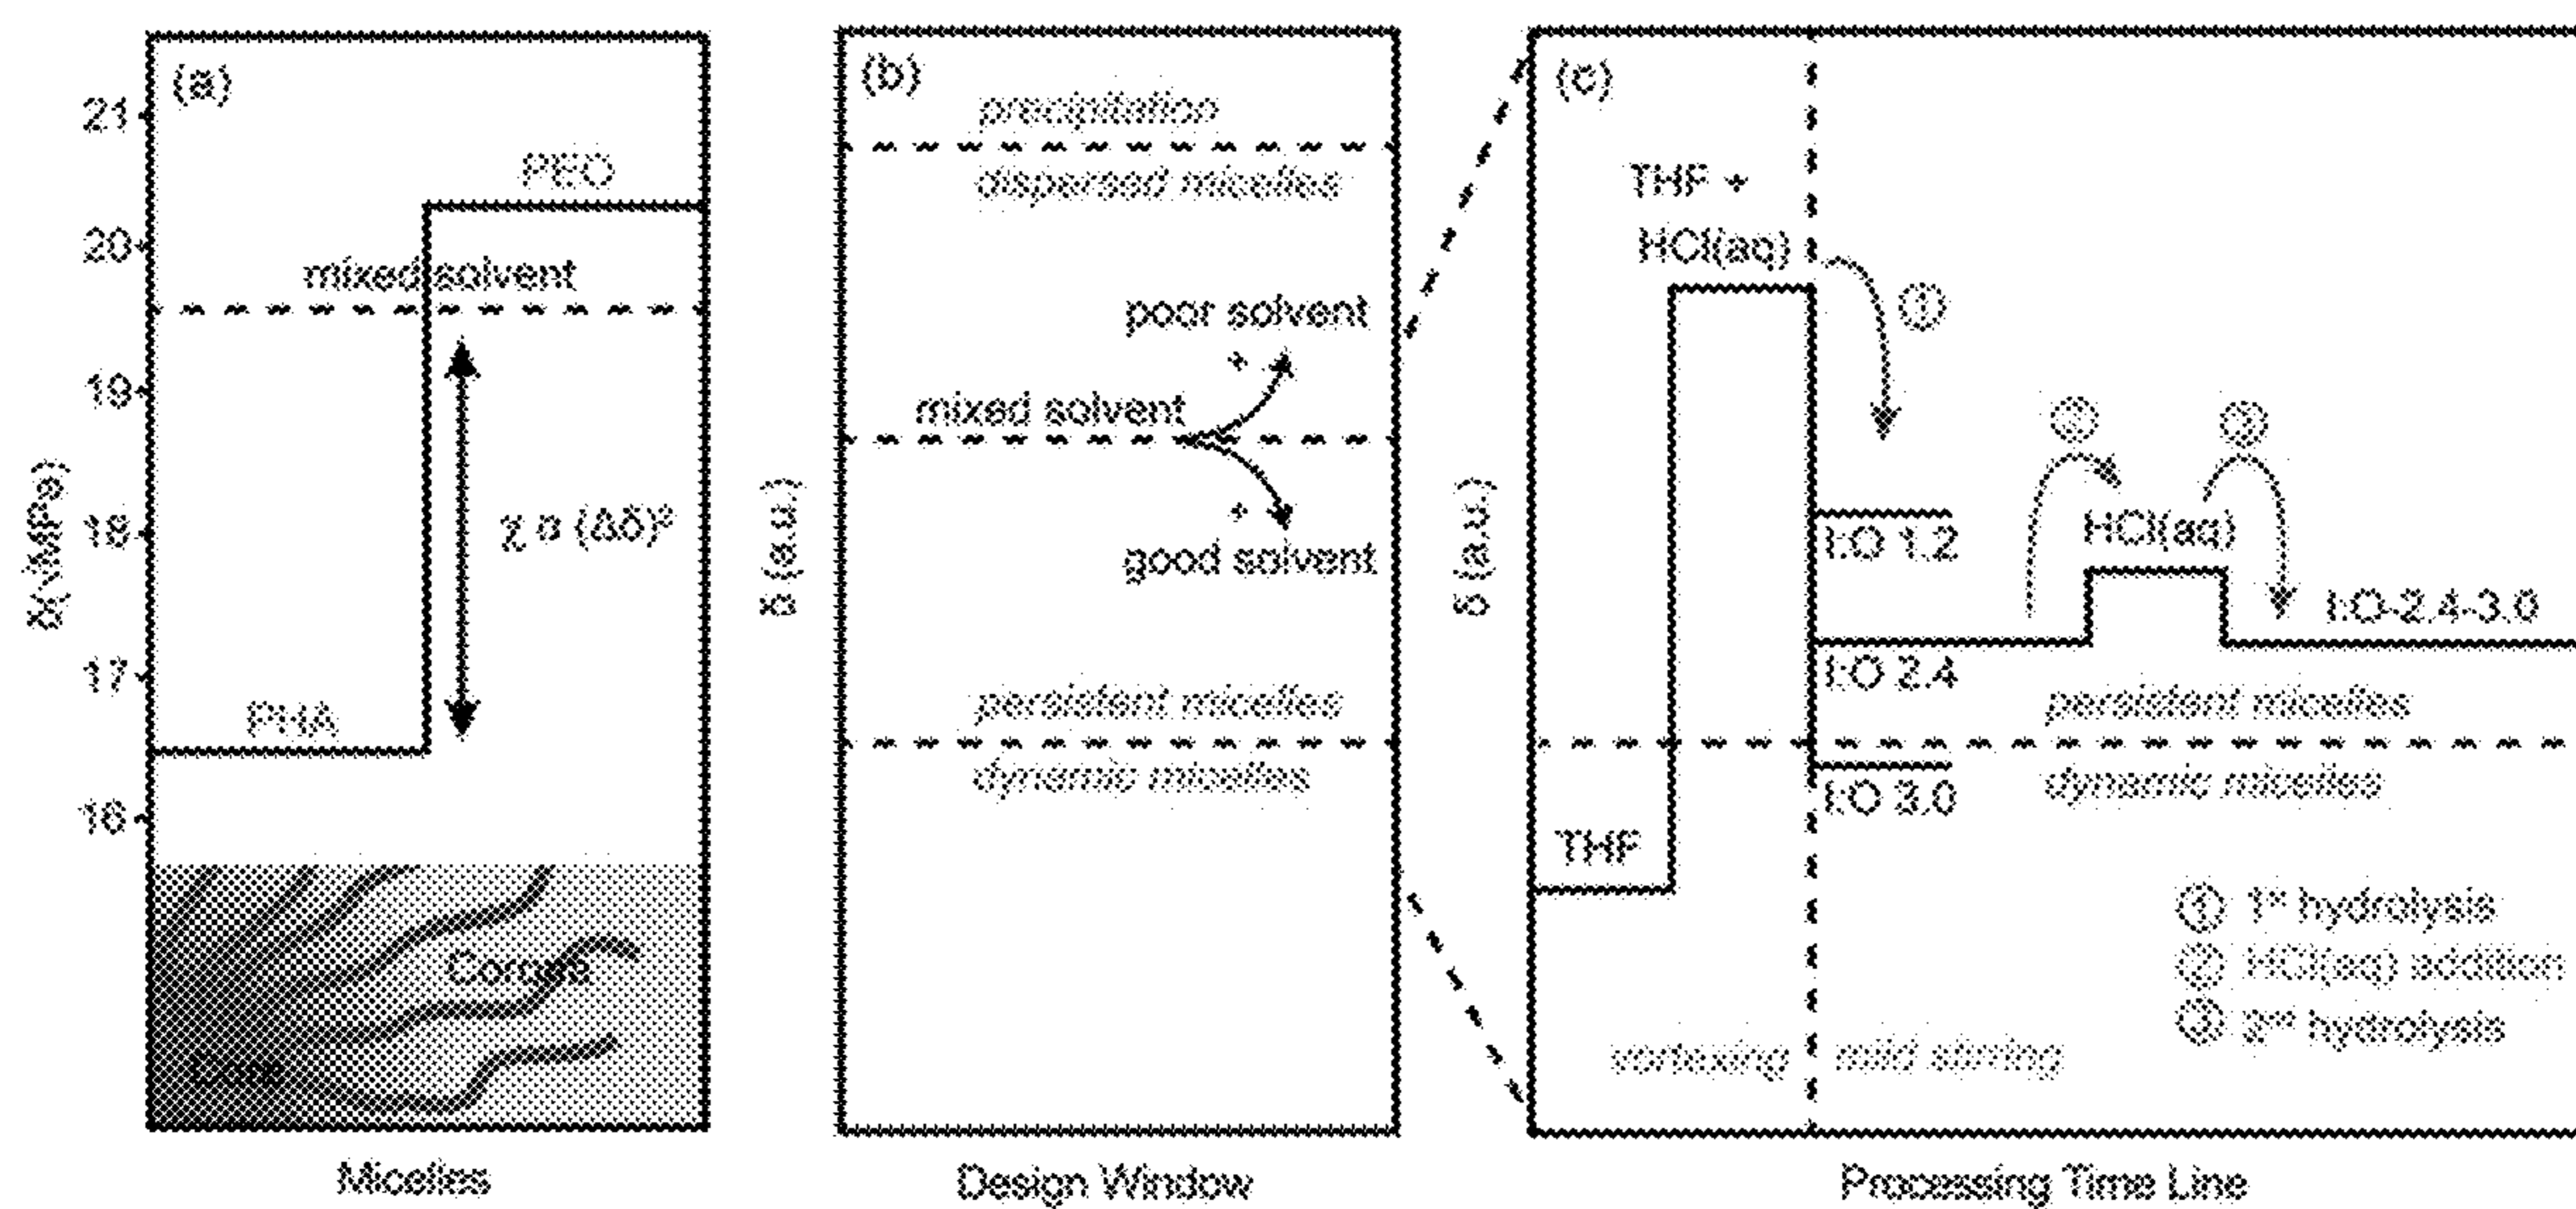 (a)
21
20
19
18
17
16
δ(√MPa)
PEO
mixed solvent
χ α (Δδ)²
PHA
Corona
Core
Micelles
(b)
δ (a.u.)
precipitation
dispersed micelles
poor solvent
+
mixed solvent
+
good solvent
persistent micelles
dynamic micelles
Design Window
(c)
δ (a.u.)
THF +
HCl(aq)
①
②
③
I:O 1.2
HCl(aq)
I:O-2.4-3.0
I:O 2.4
persistent micelles
dynamic micelles
I:O 3.0
THF
① 1st hydrolysis
② HCl(aq) addition
③ 2nd hydrolysis
vortexing
mild stirring
Processing Time Line